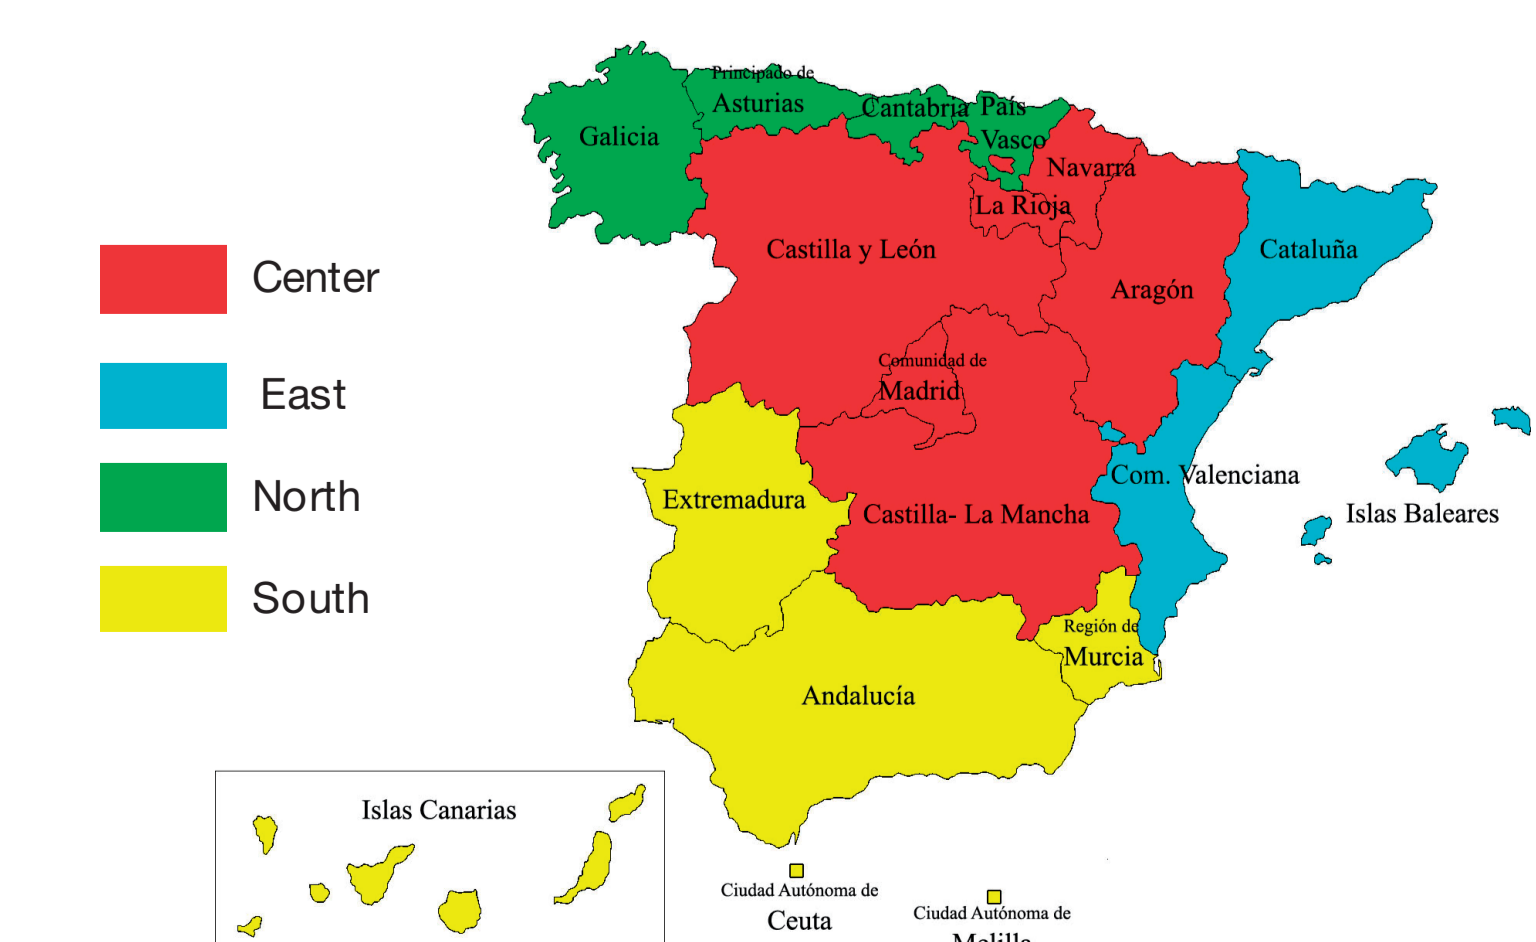 Center
East
North
South
Galicia
Principado de
Asturias
Cantabria
País
Vasco
Navarra
La Rioja
Castilla y León
Aragón
Cataluña
Comunidad de
Madrid
Extremadura
Castilla- La Mancha
Com. Valenciana
Islas Baleares
Región de
Murcia
Andalucía
Islas Canarias
Ciudad Autónoma de
Ceuta
Ciudad Autónoma de
Melilla